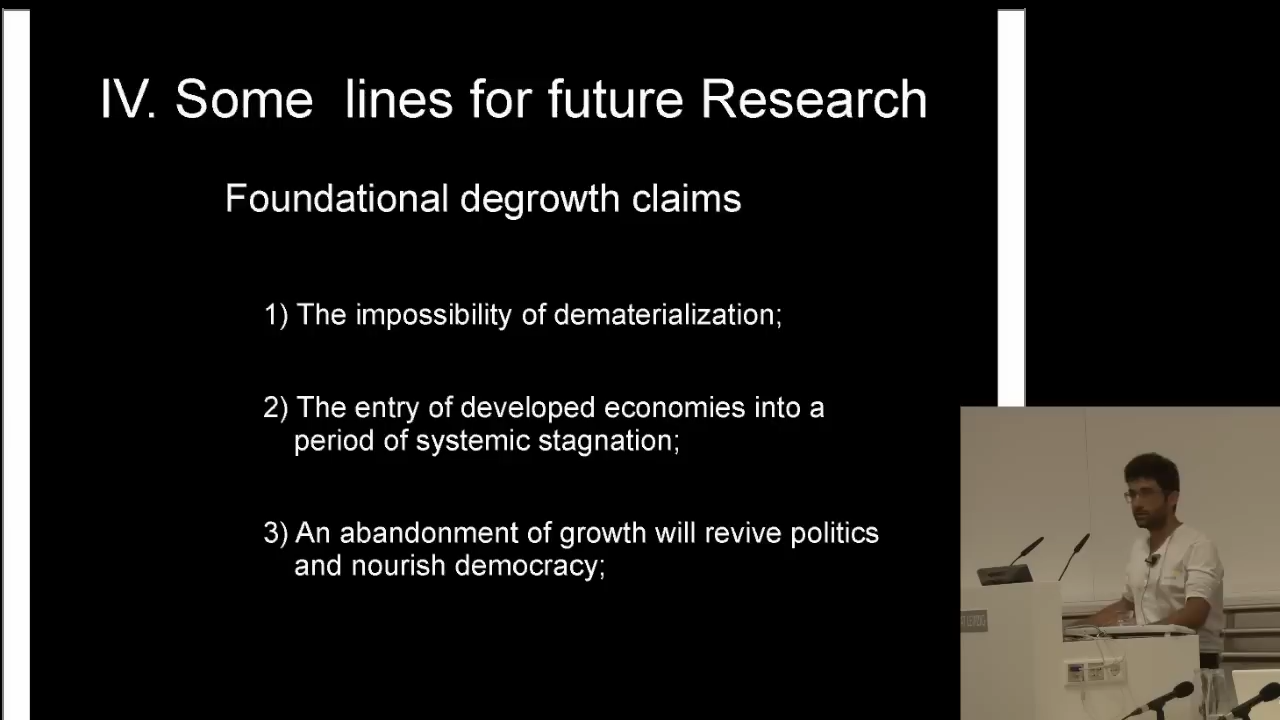 IV. Some lines for future Research
Foundational degrowth claims
1) The impossibility of dematerialization;
2) The entry of developed economies into a
period of systemic stagnation;
3) An abandonment of growth will revive politics
and nourish democracy;
LEIPZIG